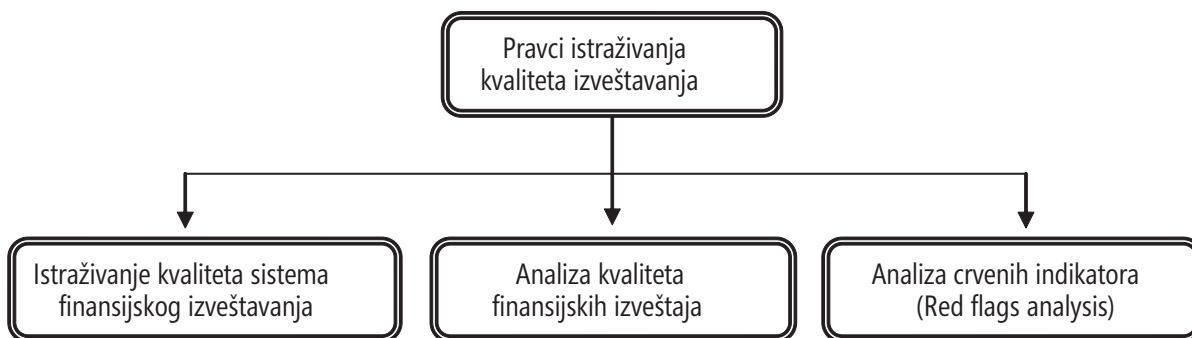 Pravci istraživanja
kvaliteta izveštavanja
Istraživanje kvaliteta sistema
finansijskog izveštavanja
Analiza kvaliteta
finansijskih izveštaja
Analiza crvenih indikatora
(Red flags analysis)